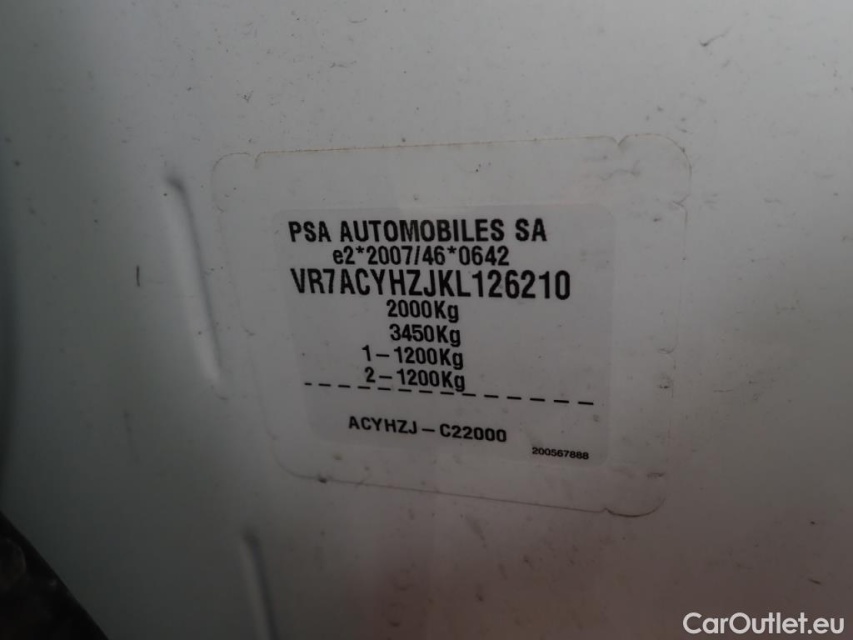 PSA AUTOMOBILES SA
e2*2007/46*0642
VR7ACYHZJKL126210
2000Kg
3450Kg
1-1200Kg
2-1200Kg
ACYHZJ-C22000
200567888
CarOutlet.eu